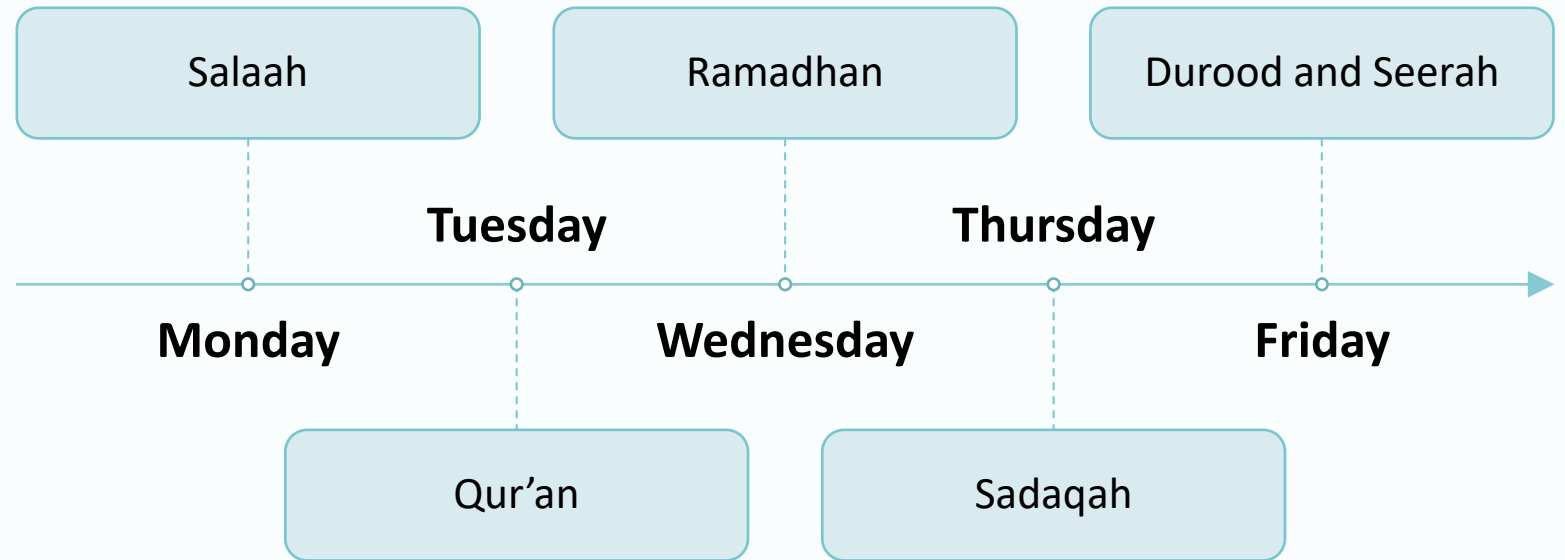 Salaah
Ramadhan
Durood and Seerah
Tuesday
Thursday
Monday
Wednesday
Friday
Qur’an
Sadaqah